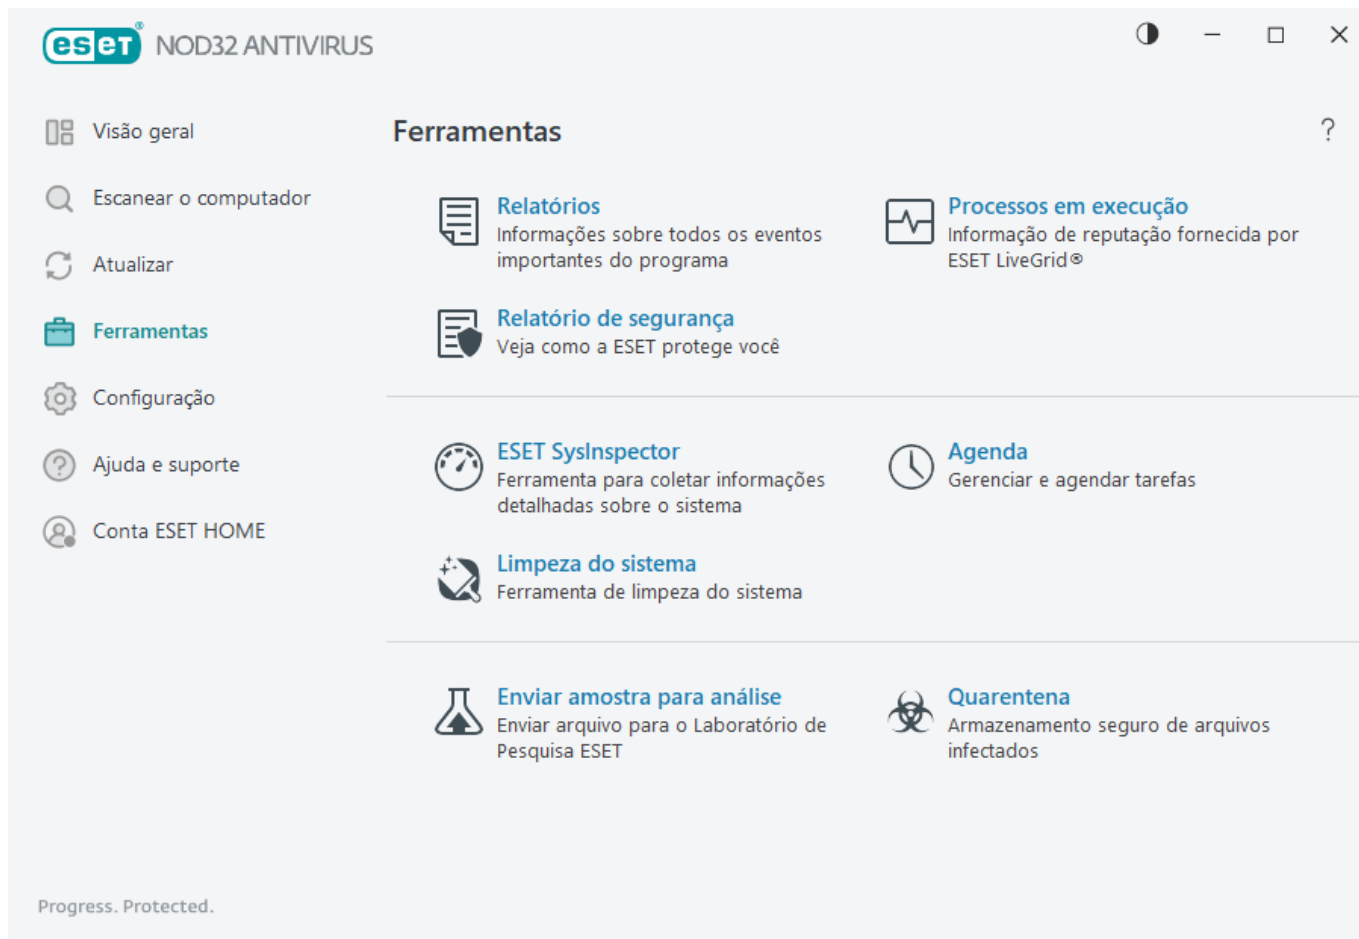 eset® NOD32 ANTIVIRUS
Visão geral
Escanear o computador
Atualizar
Ferramentas
Configuração
Ajuda e suporte
Conta ESET HOME
Ferramentas
?
Relatórios
Informações sobre todos os eventos
importantes do programa
Processos em execução
Informação de reputação fornecida por
ESET LiveGrid®
Relatório de segurança
Veja como a ESET protege você
ESET SysInspector
Ferramenta para coletar informações
detalhadas sobre o sistema
Agenda
Gerenciar e agendar tarefas
Limpeza do sistema
Ferramenta de limpeza do sistema
Enviar amostra para análise
Enviar arquivo para o Laboratório de
Pesquisa ESET
Quarentena
Armazenamento seguro de arquivos
infectados
Progress. Protected.